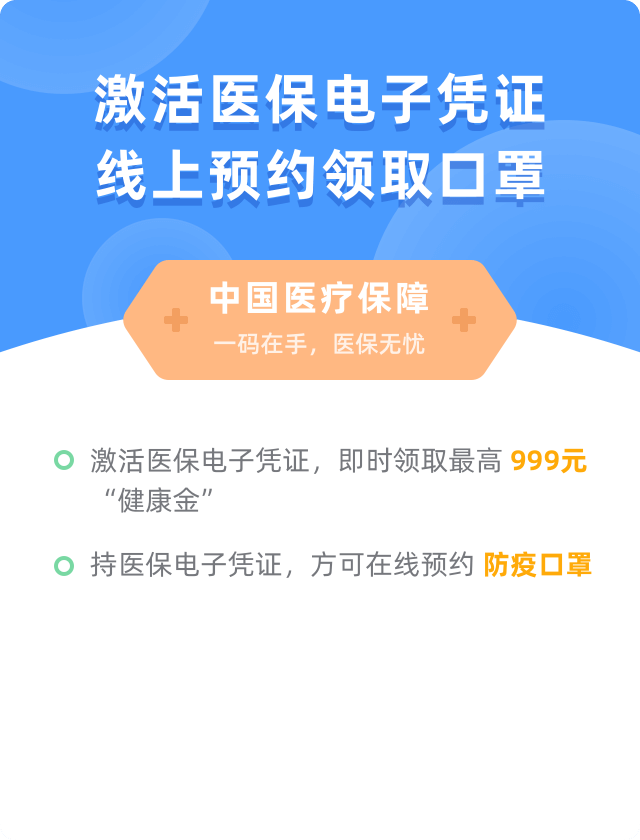 激活医保电子凭证
线上预约领取口罩
中国医疗保障
一码在手，医保无忧
激活医保电子凭证，即时领取最高 999元
“健康金”
持医保电子凭证，方可在线预约 防疫口罩